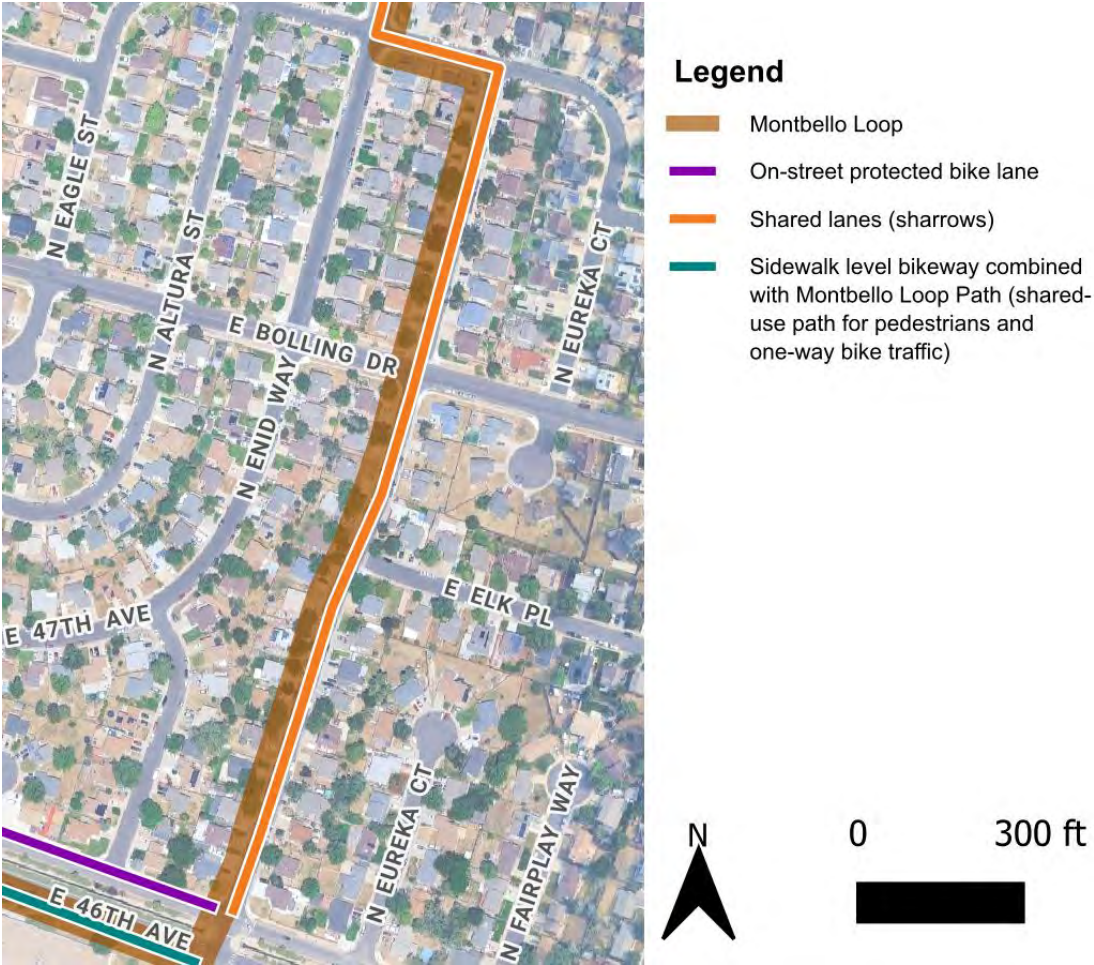 Legend
Montbello Loop
On-street protected bike lane
Shared lanes (sharrows)
Sidewalk level bikeway combined
with Montbello Loop Path (shared-
use path for pedestrians and
one-way bike traffic)
N EAGLE ST
N ALTURA ST
E BOLLING DR
N EUREKA CT
N ENID WAY
E 47TH AVE
E ELK PL
N EUREKA CT
N FAIRPLAY WAY
E 46TH AVE
N
0 300 ft